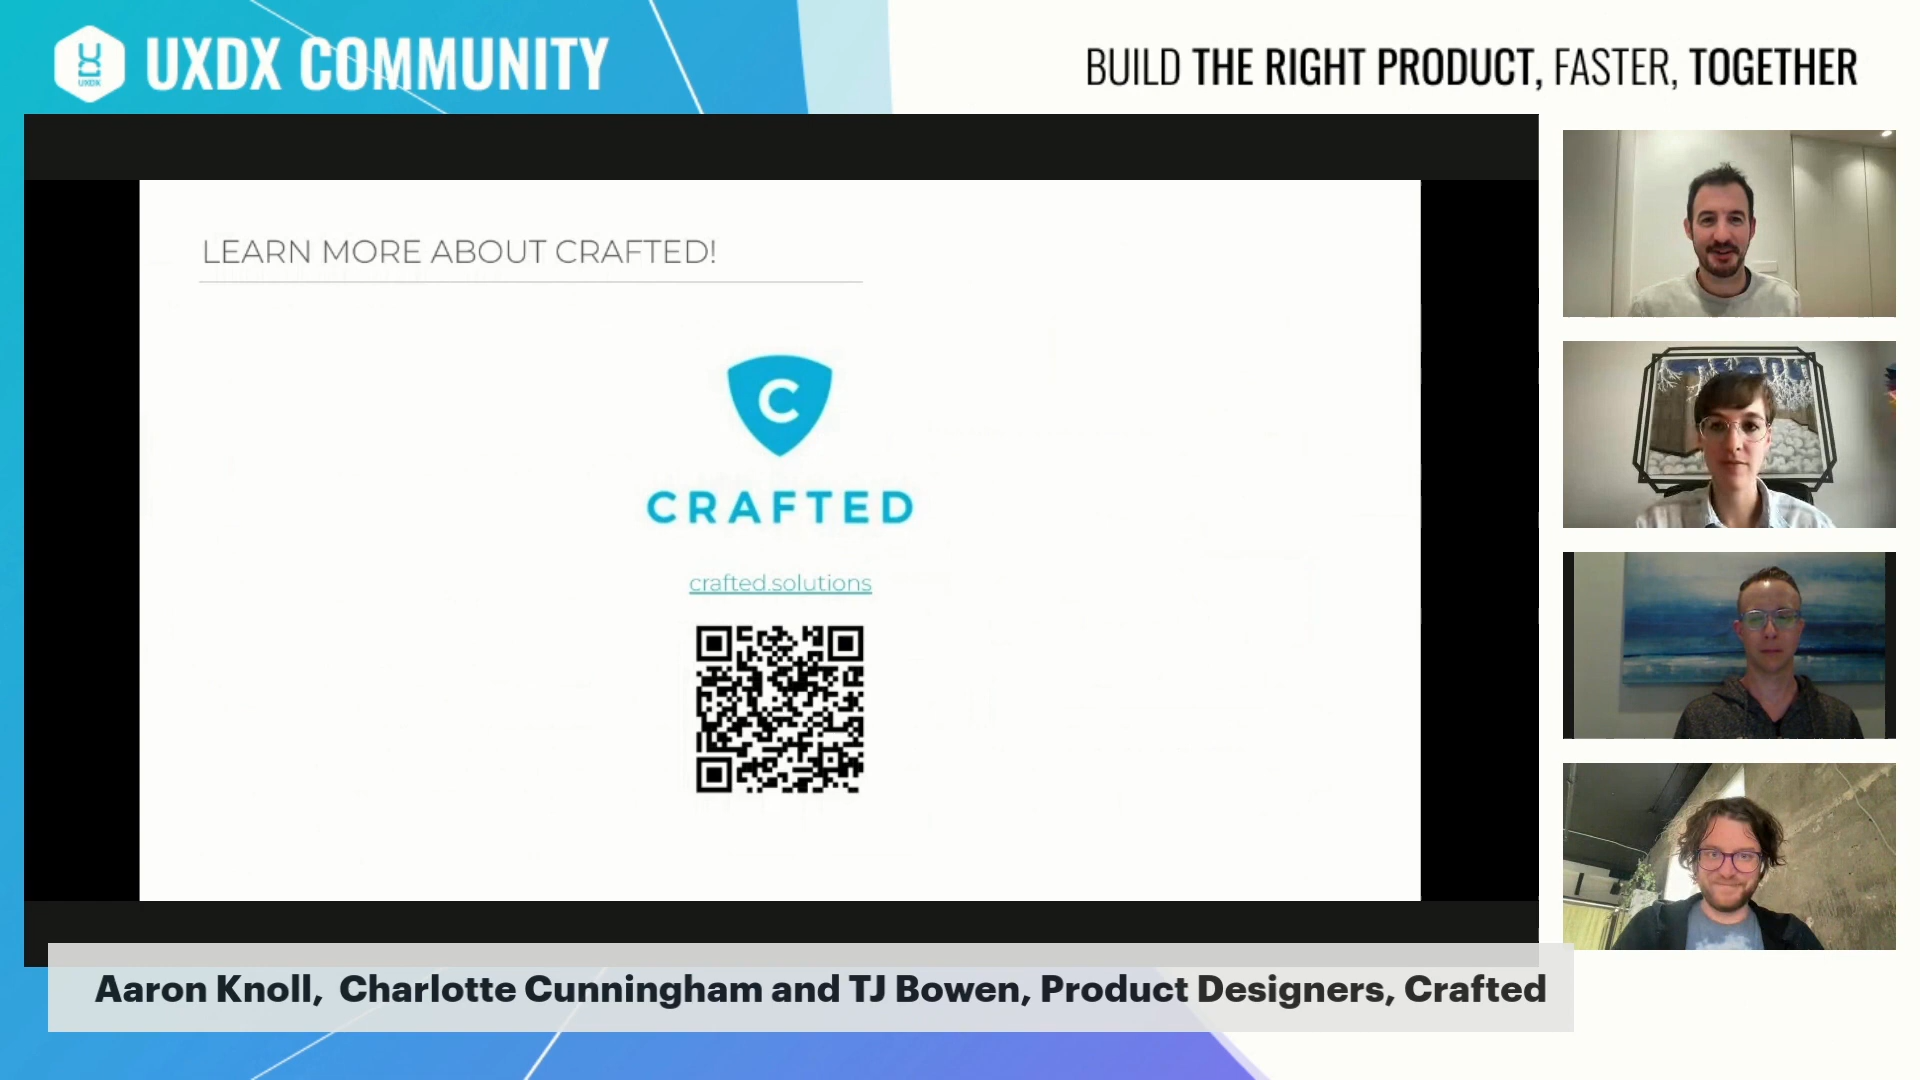 UXDX COMMUNITY
UXDX
BUILD THE RIGHT PRODUCT, FASTER, TOGETHER
LEARN MORE ABOUT CRAFTED!
C
CRAFTED
crafted.solutions
Aaron Knoll, Charlotte Cunningham and TJ Bowen, Product Designers, Crafted